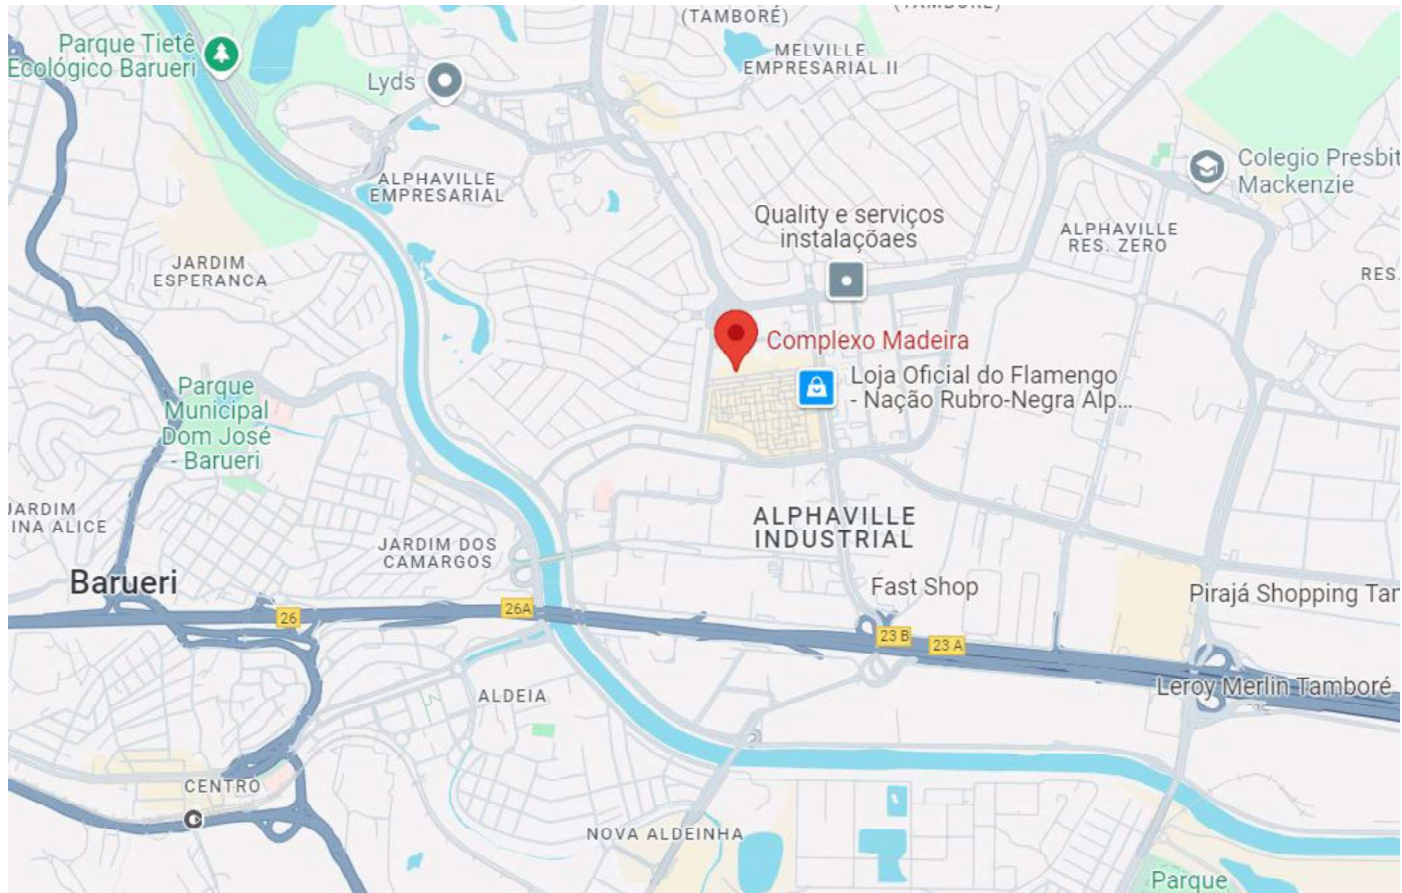 (TAMBORÉ)
(TAMBORÉ)
Parque Tietê
Ecológico Barueri
MELVILLE
EMPRESARIAL II
Lyds
Colegio Presbit
Mackenzie
ALPHAVILLE
EMPRESARIAL
Quality e serviços
instalaçõaes
ALPHAVILLE
RES. ZERO
JARDIM
ESPERANCA
RES.
Complexo Madeira
Loja Oficial do Flamengo
- Nação Rubro-Negra Alp...
Parque
Municipal
Dom José
- Barueri
JARDIM
INA ALICE
ALPHAVILLE
INDUSTRIAL
JARDIM DOS
CAMARGOS
Barueri
Fast Shop
Pirajá Shopping Tar
26
26A
23 B
23 A
Leroy Merlin Tamboré
ALDEIA
CENTRO
NOVA ALDEINHA
Parque